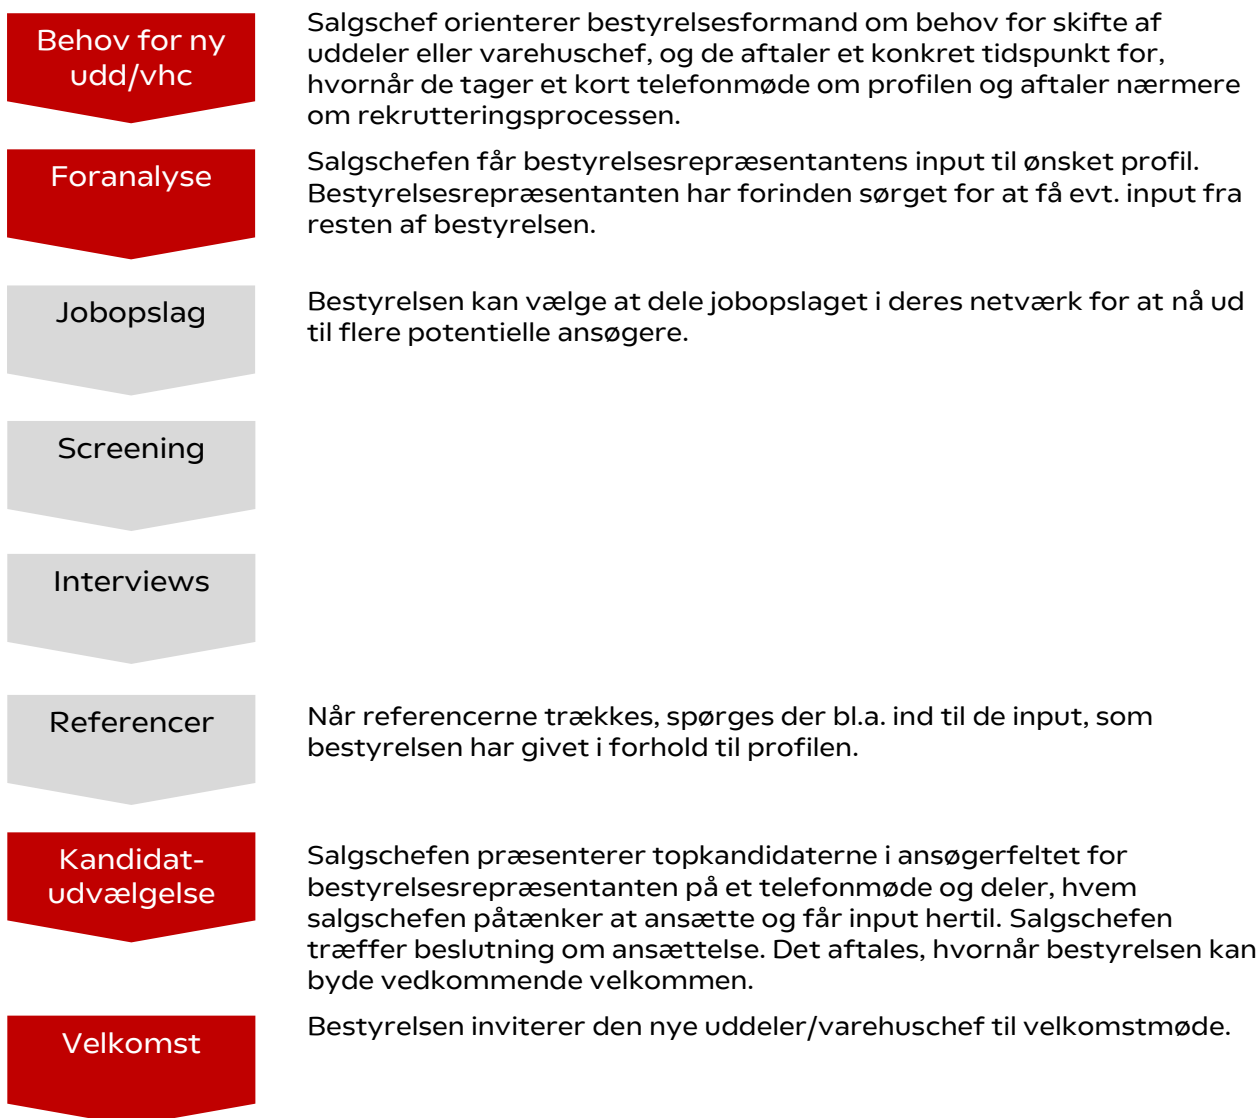 Behov for ny
udd/vhc
Salgschef orienterer bestyrelsesformand om behov for skifte af
uddeler eller varehuschef, og de aftaler et konkret tidspunkt for,
hvornår de tager et kort telefonmøde om profilen og aftaler nærmere
om rekrutteringsprocessen.
Foranalyse
Salgschefen får bestyrelsesrepræsentantens input til ønsket profil.
Bestyrelsesrepræsentanten har forinden sørget for at få evt. input fra
resten af bestyrelsen.
Jobopslag
Bestyrelsen kan vælge at dele jobopslaget i deres netværk for at nå ud
til flere potentielle ansøgere.
Screening
Interviews
Referencer
Når referencerne trækkes, spørges der bl.a. ind til de input, som
bestyrelsen har givet i forhold til profilen.
Kandidat-
udvælgelse
Salgschefen præsenterer topkandidaterne i ansøgerfeltet for
bestyrelsesrepræsentanten på et telefonmøde og deler, hvem
salgschefen påtænker at ansætte og får input hertil. Salgschefen
træffer beslutning om ansættelse. Det aftales, hvornår bestyrelsen kan
byde vedkommende velkommen.
Velkomst
Bestyrelsen inviterer den nye uddeler/varehuschef til velkomstmøde.